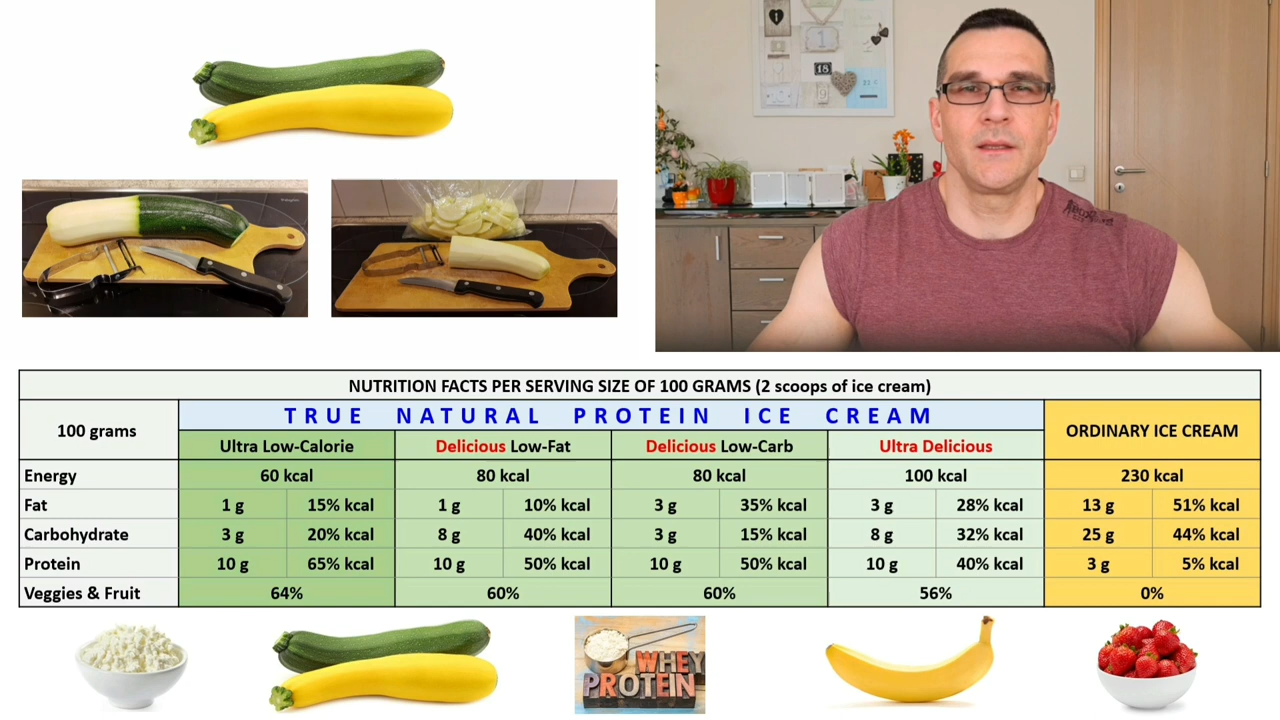 1
18
9
NUTRITION FACTS PER SERVING SIZE OF 100 GRAMS (2 scoops of ice cream)
100 grams
TRUE NATURAL PROTEIN ICE CREAM
ORDINARY ICE CREAM
Ultra Low-Calorie Delicious Low-Fat Delicious Low-Carb Ultra Delicious
Energy 60 kcal 80 kcal 80 kcal 100 kcal 230 kcal
Fat 1 g 15% kcal 1 g 10% kcal 3 g 35% kcal 3 g 28% kcal 13 g 51% kcal
Carbohydrate 3 g 20% kcal 8 g 40% kcal 3 g 15% kcal 8 g 32% kcal 25 g 44% kcal
Protein 10 g 65% kcal 10 g 50% kcal 10 g 50% kcal 10 g 40% kcal 3 g 5% kcal
Veggies & Fruit 64% 60% 60% 56% 0%
WHEY
PROTEIN